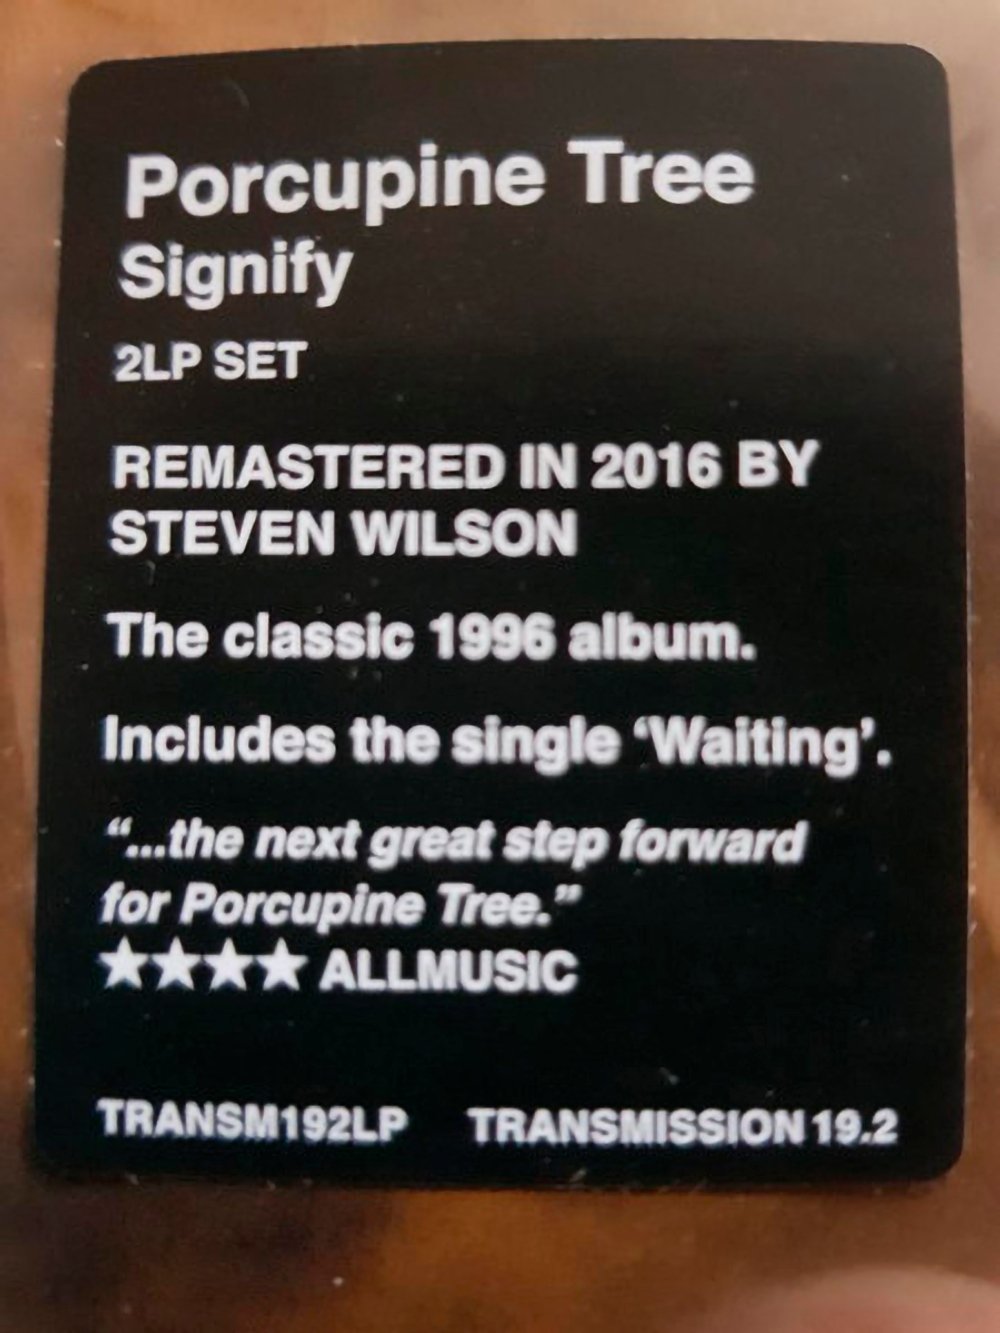 Porcupine Tree
Signify
2LP SET
REMASTERED IN 2016 BY
STEVEN WILSON
The classic 1996 album.
Includes the single ‘Waiting’.
“...the next great step forward
for Porcupine Tree.”
★★★★ ALLMUSIC
TRANSM192LP TRANSMISSION 19.2